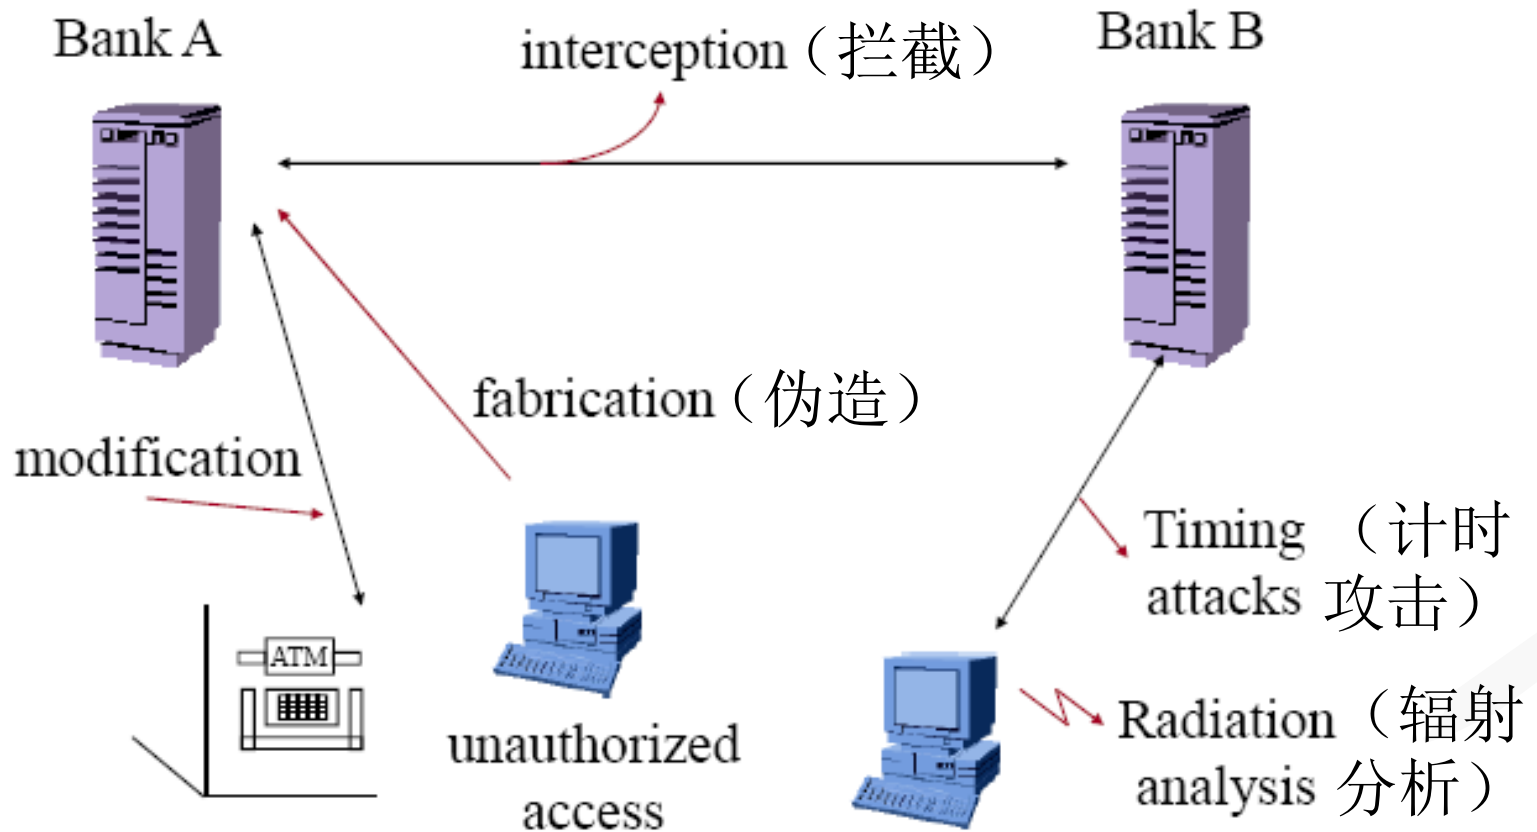 Bank A
interception（拦截）
Bank B
fabrication（伪造）
modification
Timing （计时
attacks 攻击）
ATM
unauthorized
access
Radiation（辐射
analysis 分析）